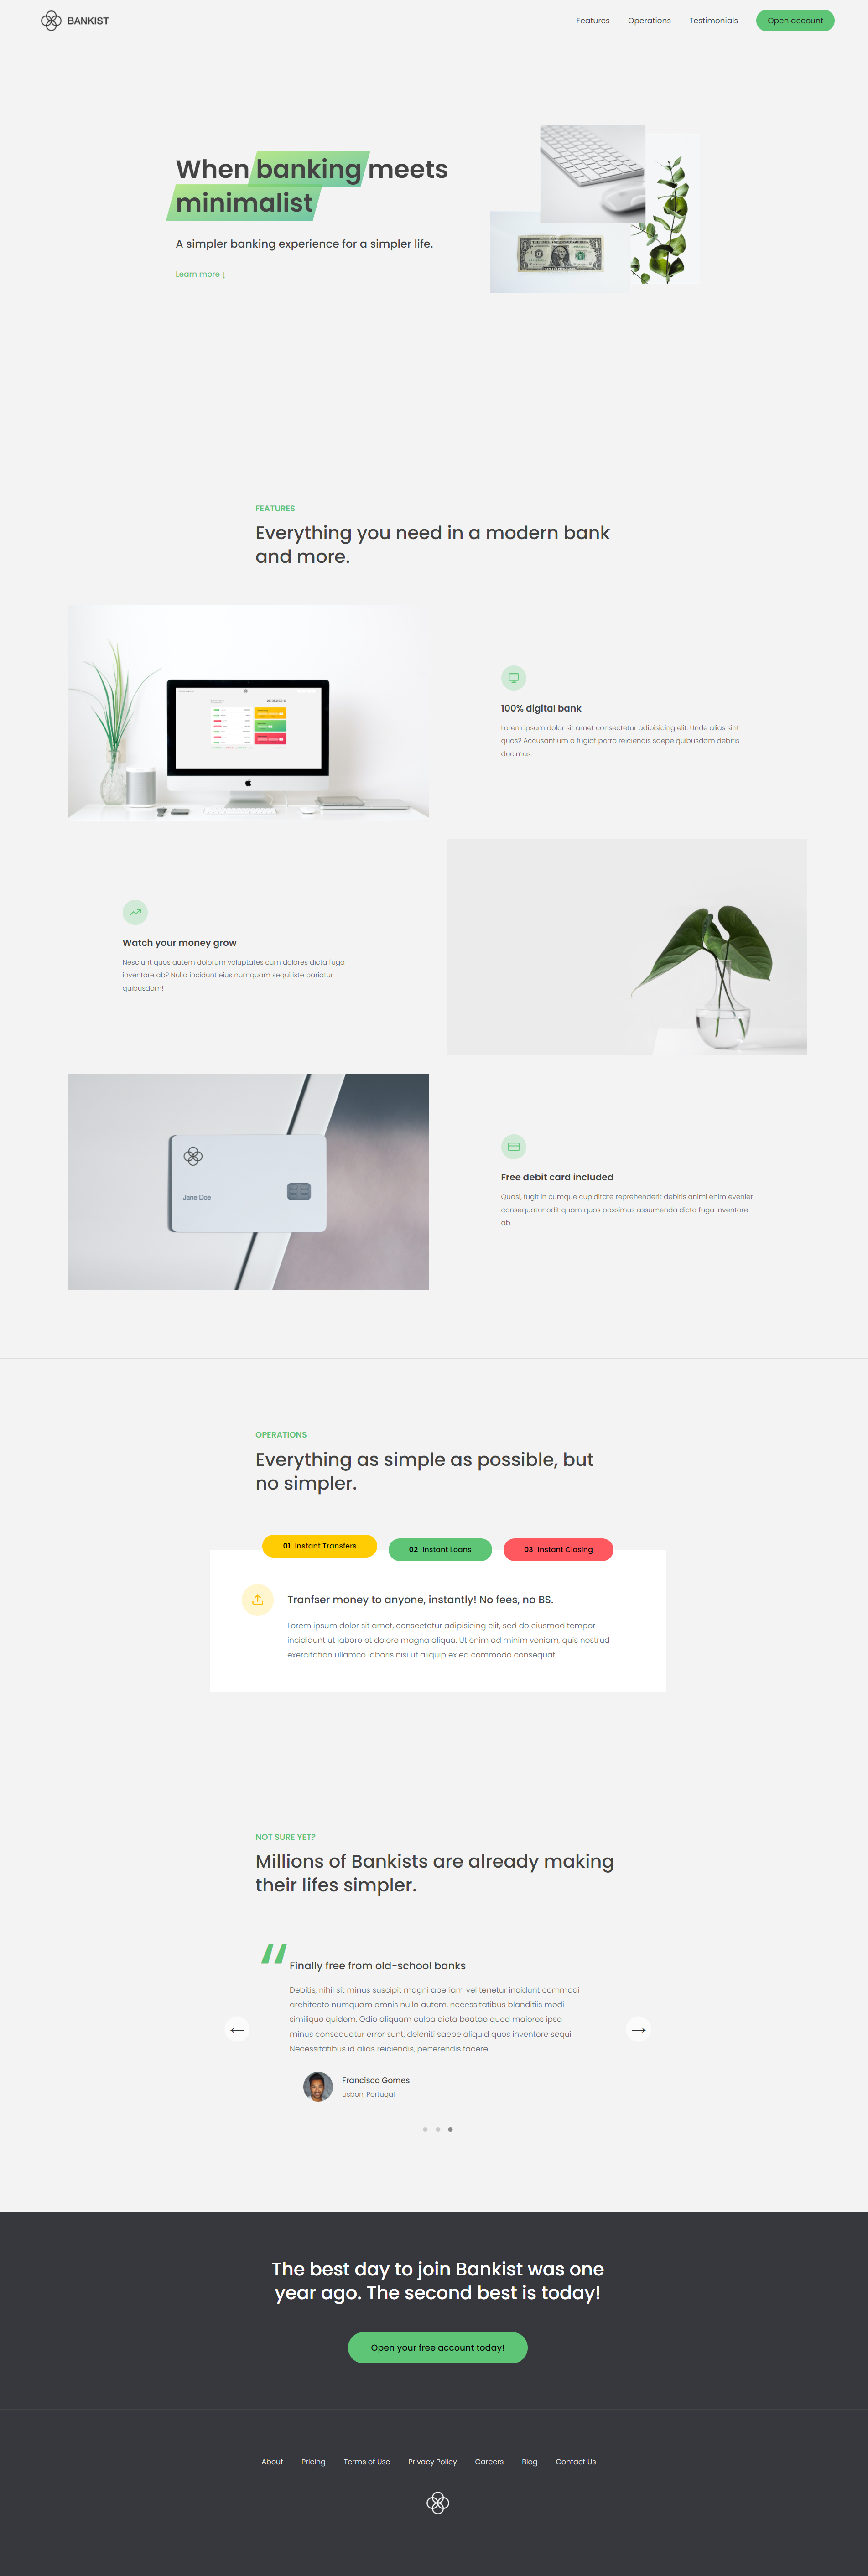 BANKIST
Features
Operations
Testimonials
Open account
When banking meets
minimalist
A simpler banking experience for a simpler life.
Learn more ↓
FEATURES
Everything you need in a modern bank
and more.
100% digital bank
Lorem ipsum dolor sit amet consectetur adipisicing elit. Unde alias sint
quos? Accusantium a fugiat porro reiciendis saepe quibusdam debitis
ducimus.
Watch your money grow
Nesciunt quos autem dolorum voluptates cum dolores dicta fuga
inventore ab? Nulla incidunt eius numquam sequi iste pariatur
quibusdam!
Jane Doe
Free debit card included
Quasi, fugit in cumque cupiditate reprehenderit debitis animi enim eveniet
consequatur odit quam quos possimus assumenda dicta fuga inventore
ab.
OPERATIONS
Everything as simple as possible, but
no simpler.
01 Instant Transfers
02 Instant Loans
03 Instant Closing
Tranfser money to anyone, instantly! No fees, no BS.
Lorem ipsum dolor sit amet, consectetur adipisicing elit, sed do eiusmod tempor
incididunt ut labore et dolore magna aliqua. Ut enim ad minim veniam, quis nostrud
exercitation ullamco laboris nisi ut aliquip ex ea commodo consequat.
NOT SURE YET?
Millions of Bankists are already making
their lifes simpler.
“
Finally free from old-school banks
Debitis, nihil sit minus suscipit magni aperiam vel tenetur incidunt commodi
architecto numquam omnis nulla autem, necessitatibus blanditiis modi
similique quidem. Odio aliquam culpa dicta beatae quod maiores ipsa
minus consequatur error sunt, deleniti saepe aliquid quos inventore sequi.
Necessitatibus id alias reiciendis, perferendis facere.
Francisco Gomes
Lisbon, Portugal
←
→
The best day to join Bankist was one
year ago. The second best is today!
Open your free account today!
About
Pricing
Terms of Use
Privacy Policy
Careers
Blog
Contact Us